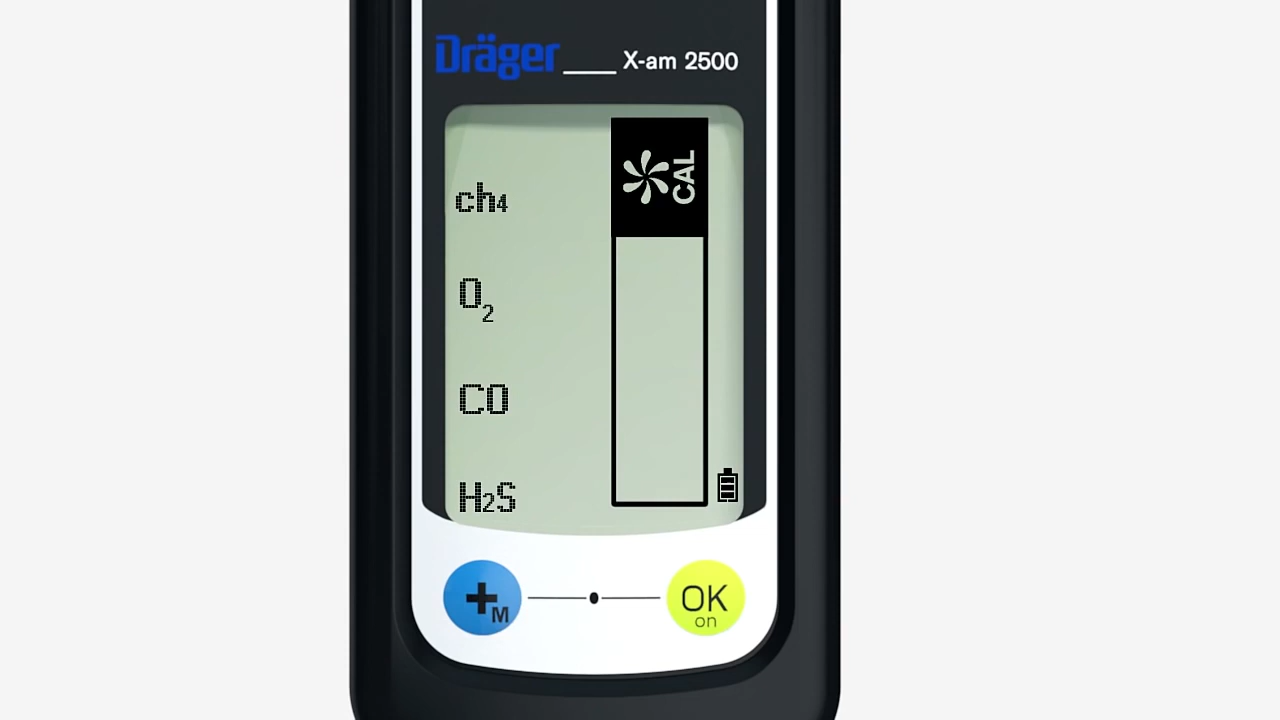 Dräger X-am 2500
CAL
ch₄
O₂
CO
H₂S
M
OK
on